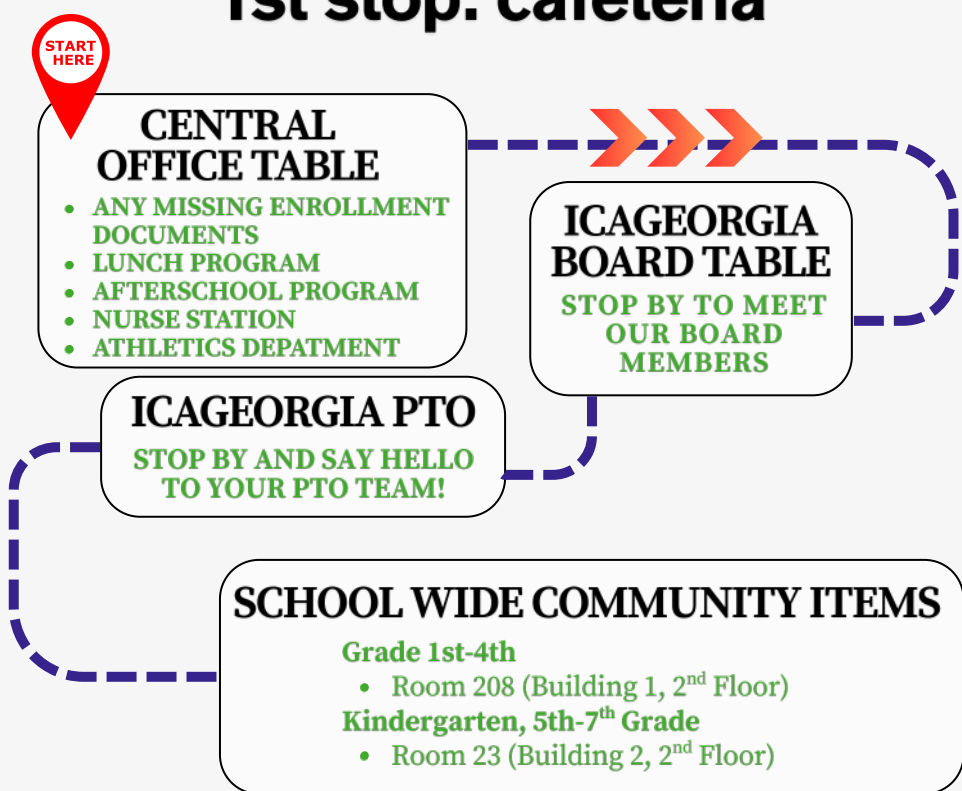 1st stop: cafeteria
START
HERE
CENTRAL
OFFICE TABLE
• ANY MISSING ENROLLMENT
DOCUMENTS
• LUNCH PROGRAM
• AFTERSCHOOL PROGRAM
• NURSE STATION
• ATHLETICS DEPATMENT
ICAGEORGIA
BOARD TABLE
STOP BY TO MEET
OUR BOARD
MEMBERS
ICAGEORGIA PTO
STOP BY AND SAY HELLO
TO YOUR PTO TEAM!
SCHOOL WIDE COMMUNITY ITEMS
Grade 1st-4th
• Room 208 (Building 1, 2nd Floor)
Kindergarten, 5th-7th Grade
• Room 23 (Building 2, 2nd Floor)